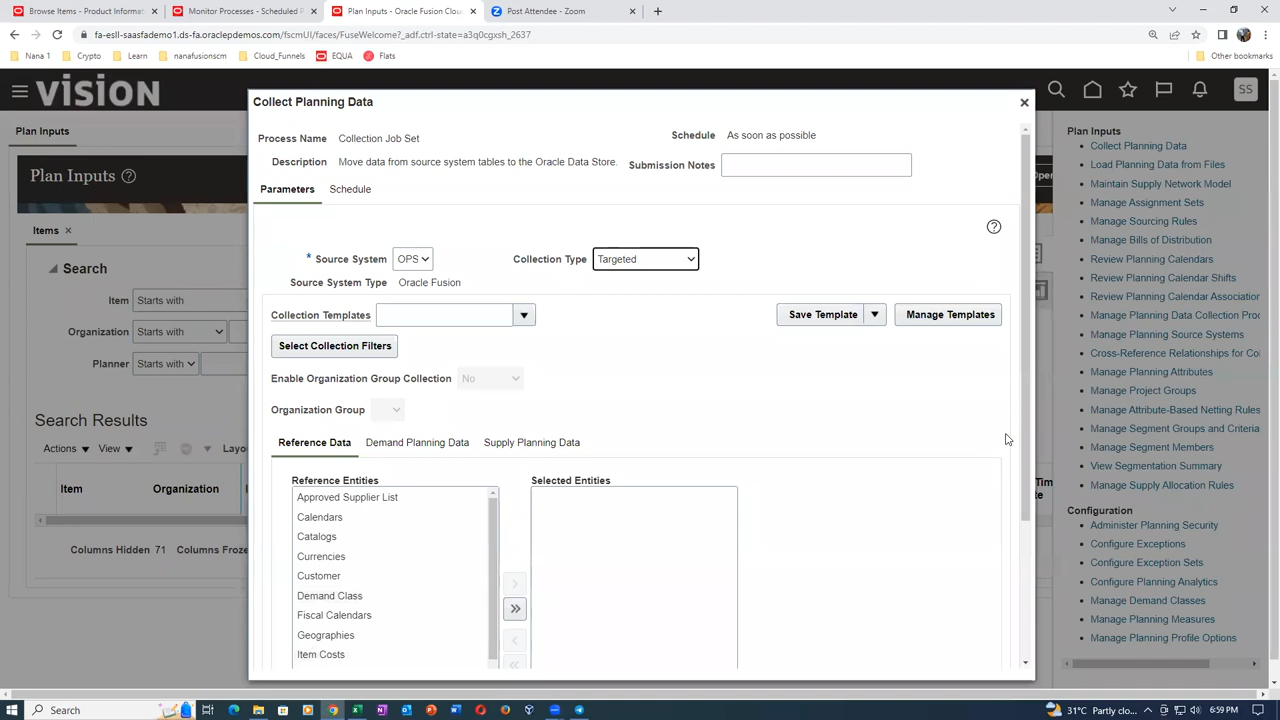 Browse Items - Product Informat
Monitor Processes - Scheduled P
Plan Inputs - Oracle Fusion Clou
Post Attendee - Zoom
fa-esll-saasfademo1.ds-fa.oraclepdemos.com/fscmUI/faces/FuseWelcome?_adf.ctrl-state=a3q0cgxsh_2637
Nana 1
Crypto
Learn
nanafusionscm
Cloud_Funnels
EQUA
Flats
Other bookmarks
VISION
SS
Plan Inputs
Plan Inputs
Oper
Items
Search
Item Starts with
Organization Starts with
Planner Starts with
Search Results
Actions View Layo
Item Organization
Tim
te
Columns Hidden 71 Columns Froze
Collect Planning Data
Process Name Collection Job Set
Schedule As soon as possible
Description Move data from source system tables to the Oracle Data Store.
Submission Notes
Parameters Schedule
* Source System OPS
Collection Type Targeted
Source System Type Oracle Fusion
Collection Templates
Save Template Manage Templates
Select Collection Filters
Enable Organization Group Collection No
Organization Group
Reference Data Demand Planning Data Supply Planning Data
Reference Entities
Selected Entities
Approved Supplier List
Calendars
Catalogs
Currencies
Customer
Demand Class
Fiscal Calendars
Geographies
Item Costs
Plan Inputs
Collect Planning Data
Load Planning Data from Files
Maintain Supply Network Model
Manage Assignment Sets
Manage Sourcing Rules
Manage Bills of Distribution
Review Planning Calendars
Review Planning Calendar Shifts
Review Planning Calendar Association
Manage Planning Data Collection Proc
Manage Planning Source Systems
Cross-Reference Relationships for Col
Manage Planning Attributes
Manage Project Groups
Manage Attribute-Based Netting Rules
Manage Segment Groups and Criteria
Manage Segment Members
View Segmentation Summary
Manage Supply Allocation Rules
Configuration
Administer Planning Security
Configure Exceptions
Configure Exception Sets
Configure Planning Analytics
Manage Demand Classes
Manage Planning Measures
Manage Planning Profile Options
Search
31°C Partly clo...
6:59 PM